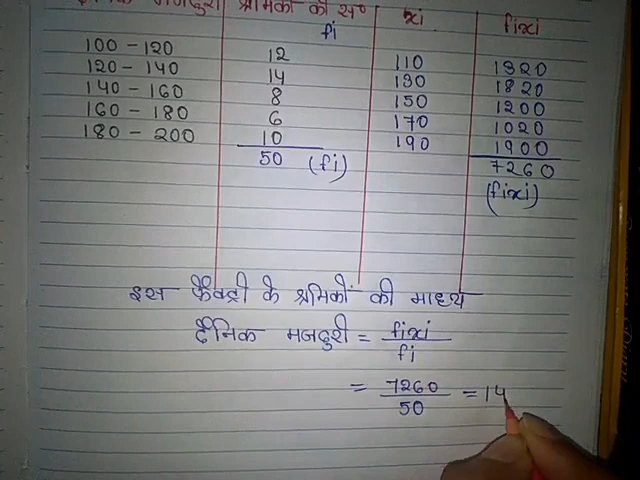 दैनिक मजदुरी श्रमिकों की स० xi fixi
fi
100 - 120 12 110 1320
120 - 140 14 130 1820
140 - 160 8 150 1200
160 - 180 6 170 1020
180 - 200 10 190 1900
50 (fi) 7260
(fixi)
इस फैक्ट्री के श्रमिकों की माध्य
दैनिक मजदुरी = fixi / fi
= 7260 / 50 = 14